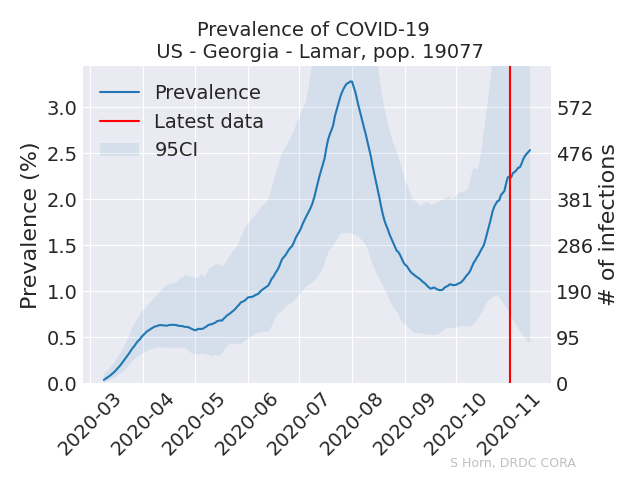 Prevalence of COVID-19
US - Georgia - Lamar, pop. 19077
Prevalence
Latest data
95CI
Prevalence (%)
3.0
2.5
2.0
1.5
1.0
0.5
0.0
572
476
381
286
190
95
0
# of infections
2020-03
2020-04
2020-05
2020-06
2020-07
2020-08
2020-09
2020-10
2020-11
S Horn, DRDC CORA